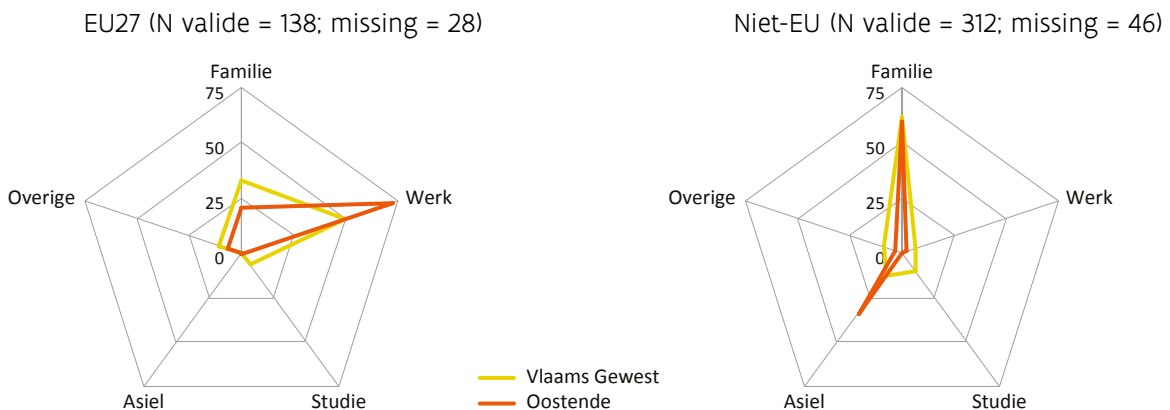 EU27 (N valide = 138; missing = 28)
Familie
75
50
25
0
Overige
Werk
Asiel
Studie
Niet-EU (N valide = 312; missing = 46)
Familie
75
50
25
0
Overige
Werk
Asiel
Studie
Vlaams Gewest
Oostende